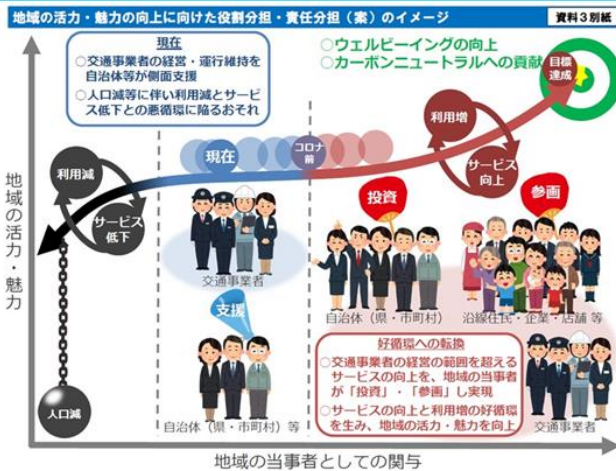 地域の活力・魅力の向上に向けた役割分担・責任分担（案）のイメージ
資料３別紙
現在
○交通事業者の経営・運行維持を
自治体等が側面支援
○人口減等に伴い利用減とサービ
ス低下との悪循環に陥るおそれ
○ウェルビーイングの向上
○カーボンニュートラルへの貢献
目標
達成
利用増
サービス
向上
コロナ
前
現在
利用減
サービス
低下
投資
参画
交通事業者
自治体（県・市町村）
沿線住民・企業・店舗 等
支援
好循環への転換
○交通事業者の経営の範囲を超える
サービスの向上を、地域の当事者
が「投資」・「参画」し実現
○サービスの向上と利用増の好循環
を生み、地域の活力・魅力を向上
人口減
自治体（県・市町村）等
交通事業者
地域の活力・魅力
地域の当事者としての関与